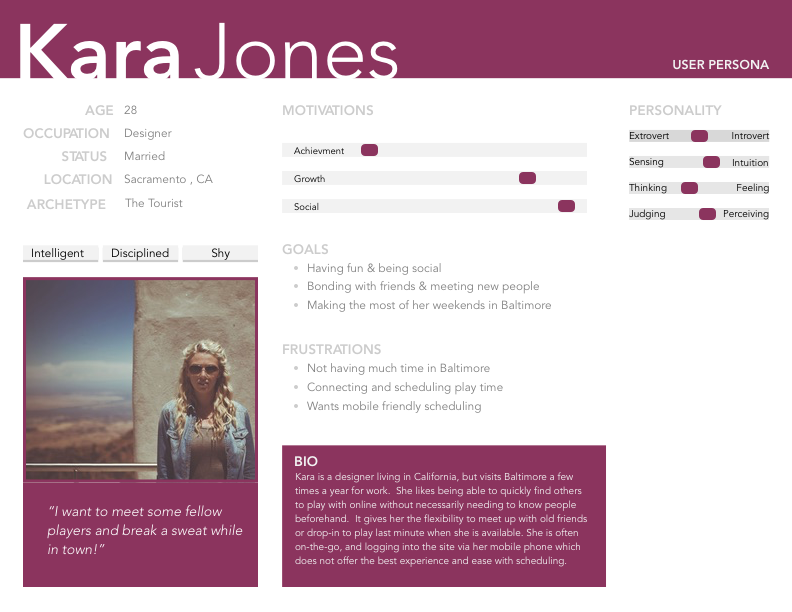 Kara Jones
USER PERSONA
AGE 28
OCCUPATION Designer
STATUS Married
LOCATION Sacramento , CA
ARCHETYPE The Tourist
Intelligent Disciplined Shy
“I want to meet some fellow
players and break a sweat while
in town!”
MOTIVATIONS
Achievment
Growth
Social
GOALS
• Having fun & being social
• Bonding with friends & meeting new people
• Making the most of her weekends in Baltimore
FRUSTRATIONS
• Not having much time in Baltimore
• Connecting and scheduling play time
• Wants mobile friendly scheduling
BIO
Kara is a designer living in California, but visits Baltimore a few
times a year for work. She likes being able to quickly find others
to play with online without necessarily needing to know people
beforehand. It gives her the flexibility to meet up with old friends
or drop-in to play last minute when she is available. She is often
on-the-go, and logging into the site via her mobile phone which
does not offer the best experience and ease with scheduling.
PERSONALITY
Extrovert Introvert
Sensing Intuition
Thinking Feeling
Judging Perceiving